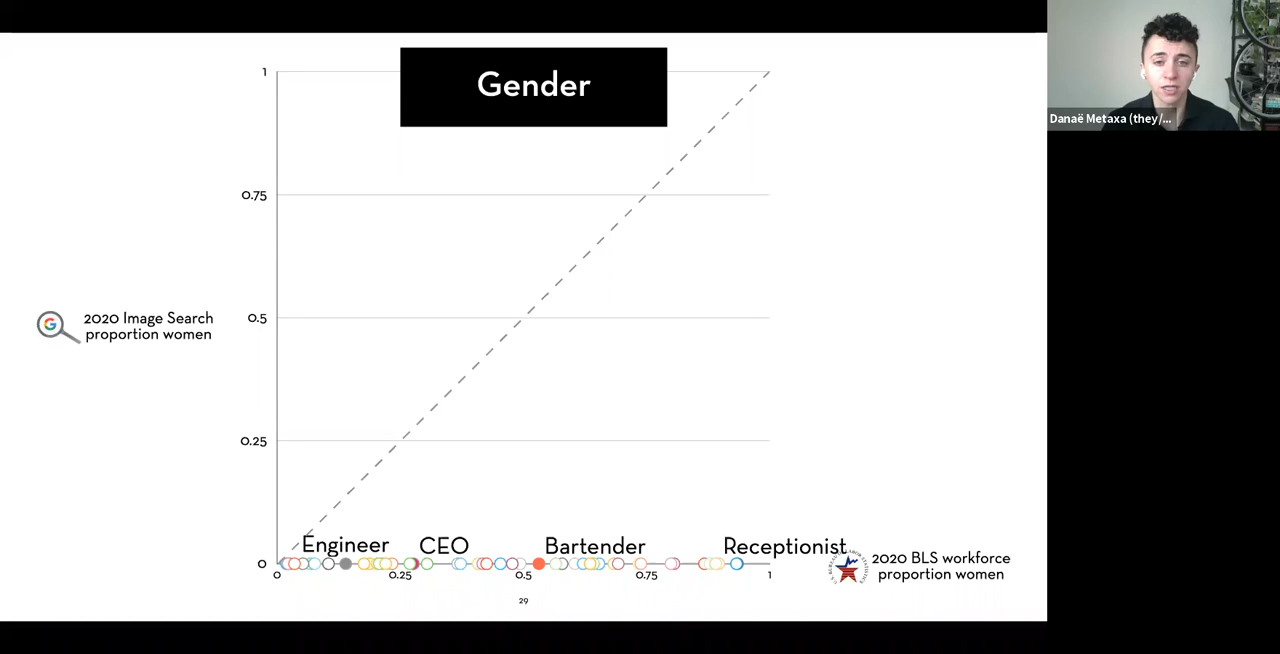 Gender
1
0.75
0.5
0.25
0
2020 Image Search
proportion women
Engineer
CEO
Bartender
Receptionist
0
0.25
0.5
0.75
1
2020 BLS workforce
proportion women
29
Danaë Metaxa (they/...